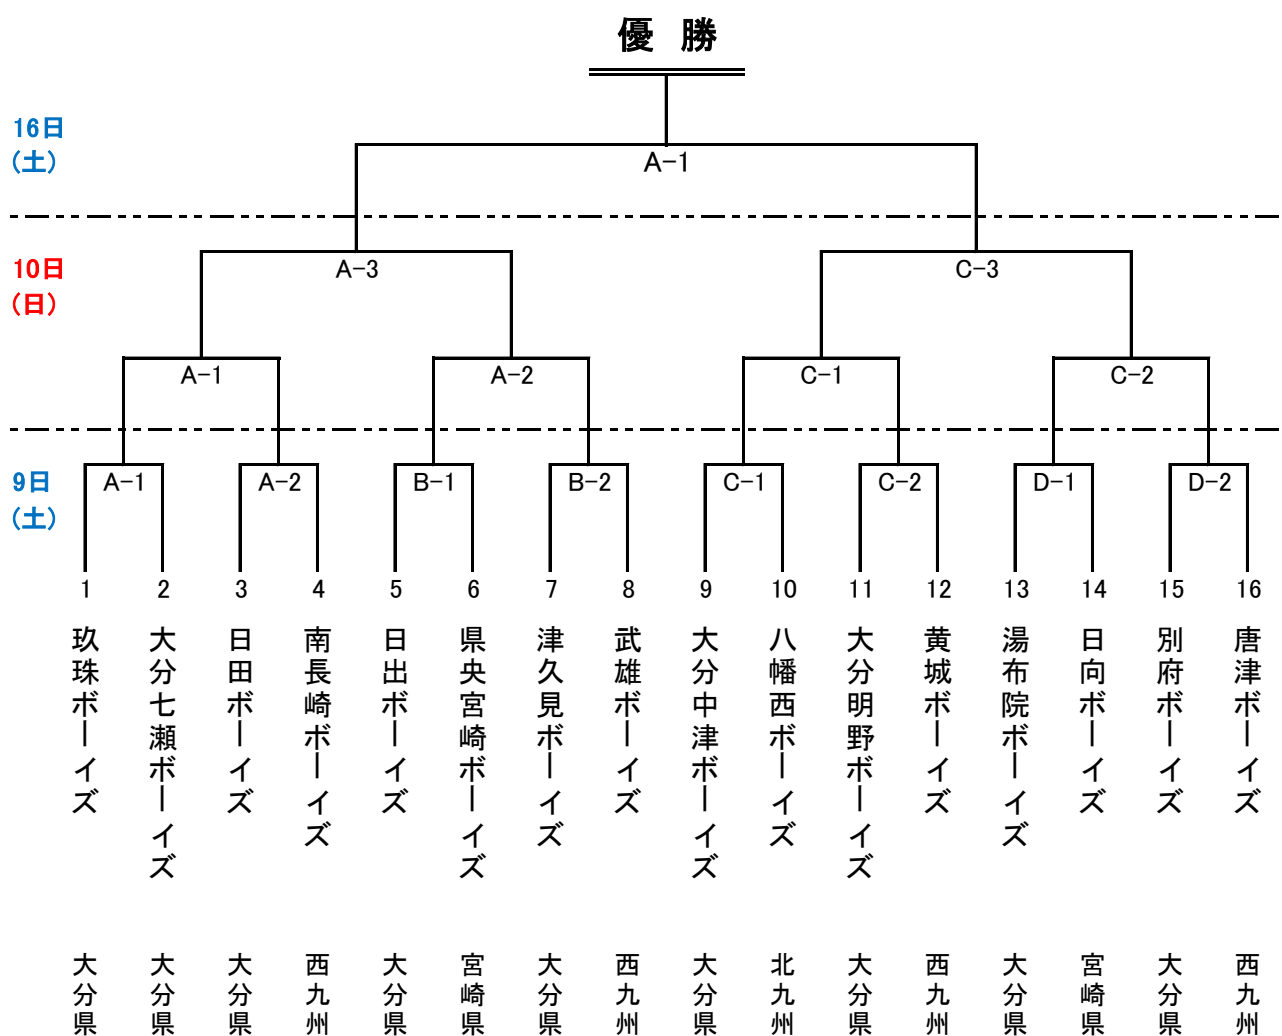 優 勝
16日
(土)
A-1
10日
(日)
A-3
C-3
A-1
A-2
C-1
C-2
9日
(土)
A-1
A-2
B-1
B-2
C-1
C-2
D-1
D-2
1
2
3
4
5
6
7
8
9
10
11
12
13
14
15
16
玖珠ボーイズ
大分七瀬ボーイズ
日田ボーイズ
南長崎ボーイズ
日出ボーイズ
県央宮崎ボーイズ
津久見ボーイズ
武雄ボーイズ
大分中津ボーイズ
八幡西ボーイズ
大分明野ボーイズ
黄城ボーイズ
湯布院ボーイズ
日向ボーイズ
別府ボーイズ
唐津ボーイズ
大分県
大分県
大分県
西九州
大分県
宮崎県
大分県
西九州
大分県
北九州
大分県
西九州
大分県
宮崎県
大分県
西九州